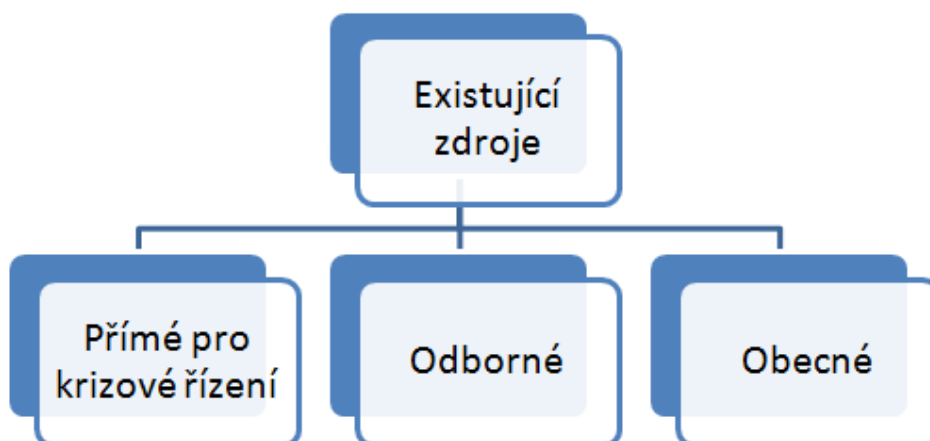 Existující
zdroje
Přímé pro
krizové řízení
Odborné
Obecné